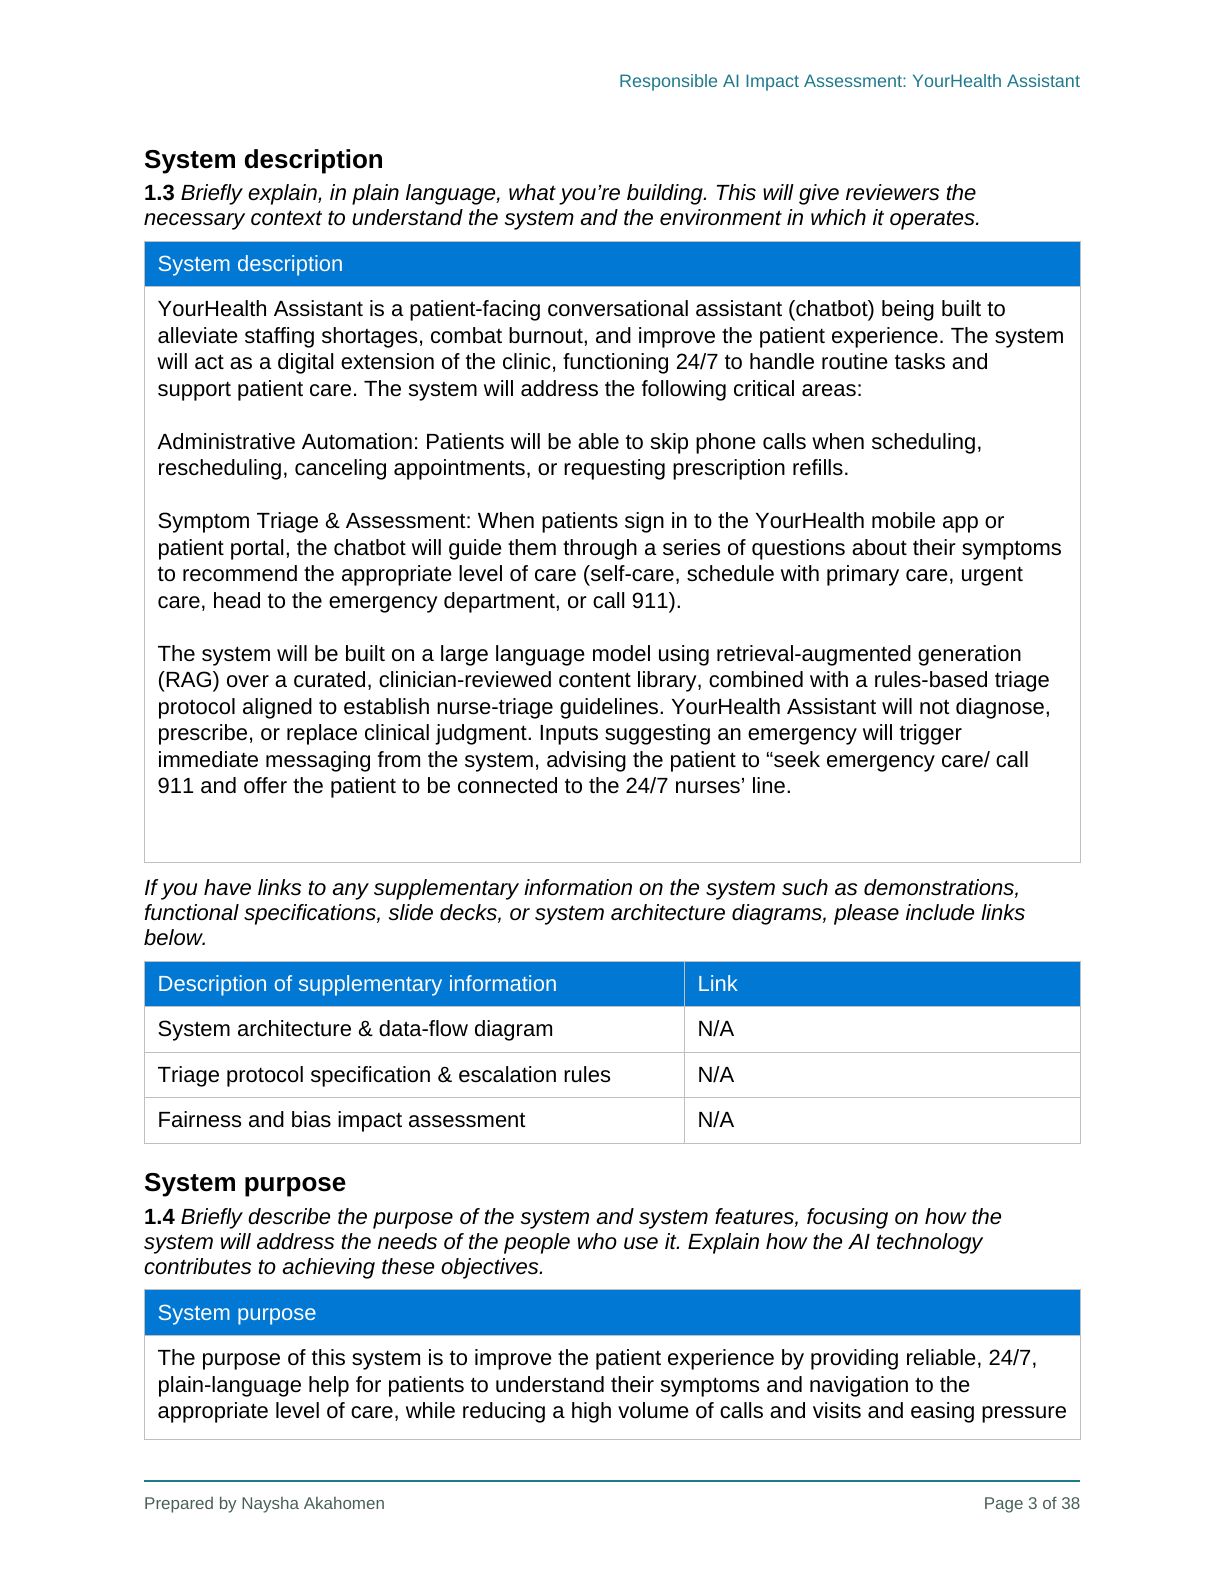 Responsible AI Impact Assessment: YourHealth Assistant
System description
1.3 Briefly explain, in plain language, what you’re building. This will give reviewers the
necessary context to understand the system and the environment in which it operates.
System description
YourHealth Assistant is a patient-facing conversational assistant (chatbot) being built to
alleviate staffing shortages, combat burnout, and improve the patient experience. The system
will act as a digital extension of the clinic, functioning 24/7 to handle routine tasks and
support patient care. The system will address the following critical areas:
Administrative Automation: Patients will be able to skip phone calls when scheduling,
rescheduling, canceling appointments, or requesting prescription refills.
Symptom Triage & Assessment: When patients sign in to the YourHealth mobile app or
patient portal, the chatbot will guide them through a series of questions about their symptoms
to recommend the appropriate level of care (self-care, schedule with primary care, urgent
care, head to the emergency department, or call 911).
The system will be built on a large language model using retrieval-augmented generation
(RAG) over a curated, clinician-reviewed content library, combined with a rules-based triage
protocol aligned to establish nurse-triage guidelines. YourHealth Assistant will not diagnose,
prescribe, or replace clinical judgment. Inputs suggesting an emergency will trigger
immediate messaging from the system, advising the patient to “seek emergency care/ call
911 and offer the patient to be connected to the 24/7 nurses’ line.
If you have links to any supplementary information on the system such as demonstrations,
functional specifications, slide decks, or system architecture diagrams, please include links
below.
Description of supplementary information Link
System architecture & data-flow diagram N/A
Triage protocol specification & escalation rules N/A
Fairness and bias impact assessment N/A
System purpose
1.4 Briefly describe the purpose of the system and system features, focusing on how the
system will address the needs of the people who use it. Explain how the AI technology
contributes to achieving these objectives.
System purpose
The purpose of this system is to improve the patient experience by providing reliable, 24/7,
plain-language help for patients to understand their symptoms and navigation to the
appropriate level of care, while reducing a high volume of calls and visits and easing pressure
Prepared by Naysha Akahomen Page 3 of 38